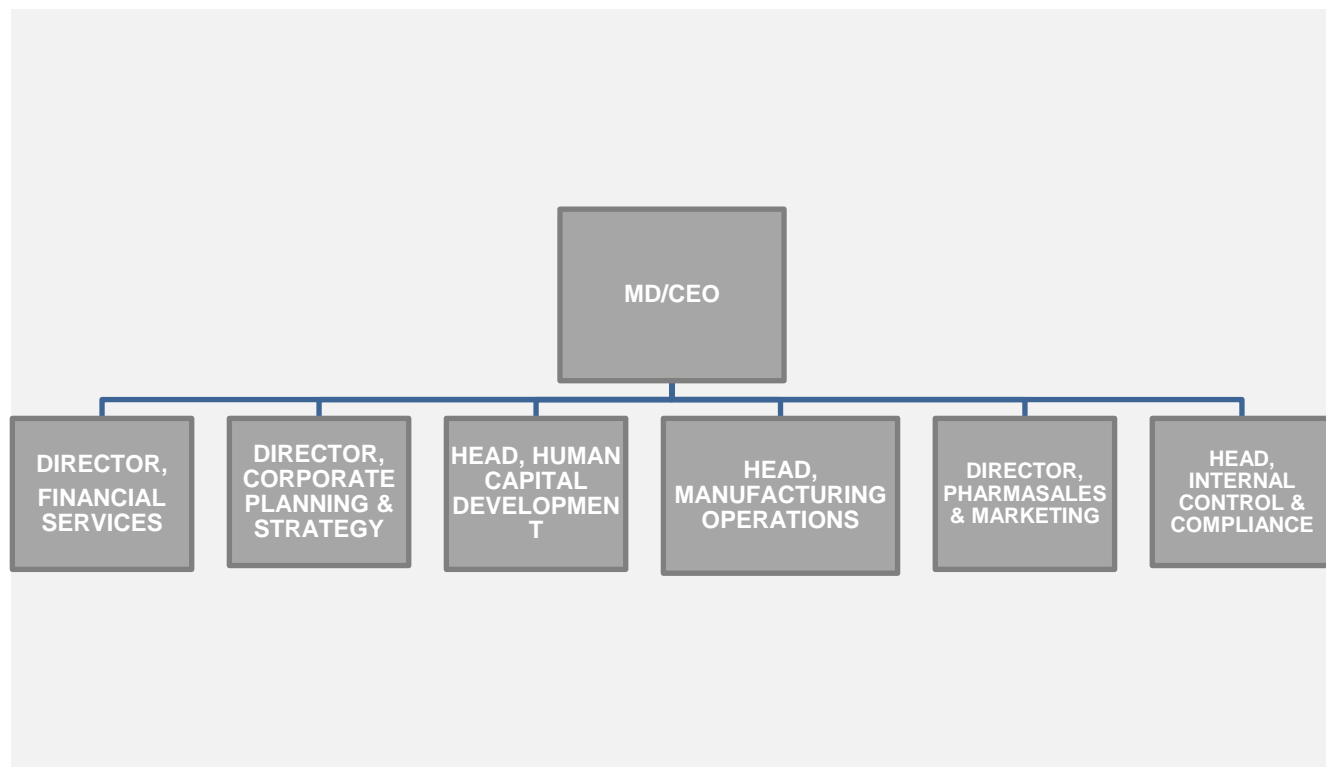 MD/CEO
DIRECTOR,
FINANCIAL
SERVICES
DIRECTOR,
CORPORATE
PLANNING &
STRATEGY
HEAD, HUMAN
CAPITAL
DEVELOPMEN
T
HEAD,
MANUFACTURING
OPERATIONS
DIRECTOR,
PHARMASALES
& MARKETING
HEAD,
INTERNAL
CONTROL &
COMPLIANCE